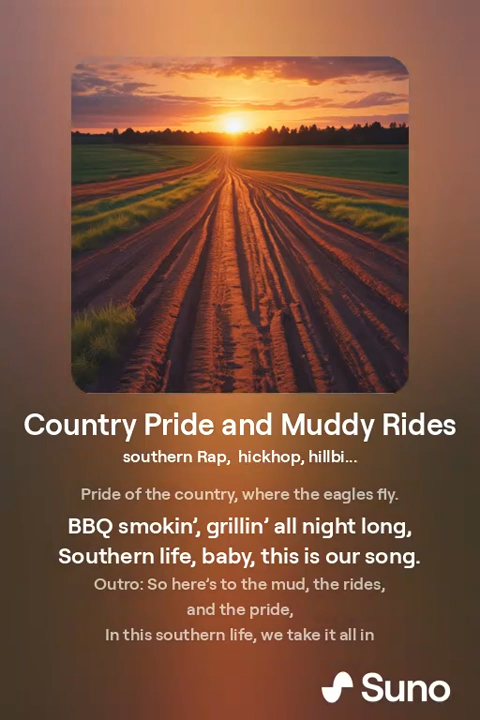 Country Pride and Muddy Rides
southern Rap, hickhop, hillbi...
Pride of the country, where the eagles fly.
BBQ smokin’, grillin’ all night long,
Southern life, baby, this is our song.
Outro: So here’s to the mud, the rides,
and the pride,
In this southern life, we take it all in
Suno